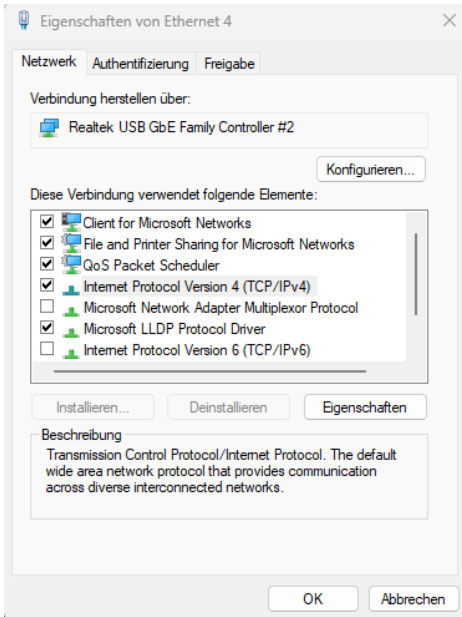 Eigenschaften von Ethernet 4
Netzwerk Authentifizierung Freigabe
Verbindung herstellen über:
Realtek USB GbE Family Controller #2
Konfigurieren...
Diese Verbindung verwendet folgende Elemente:
Client for Microsoft Networks
File and Printer Sharing for Microsoft Networks
QoS Packet Scheduler
Internet Protocol Version 4 (TCP/IPv4)
Microsoft Network Adapter Multiplexor Protocol
Microsoft LLDP Protocol Driver
Internet Protocol Version 6 (TCP/IPv6)
Installieren... Deinstallieren Eigenschaften
Beschreibung
Transmission Control Protocol/Internet Protocol. The default
wide area network protocol that provides communication
across diverse interconnected networks.
OK Abbrechen